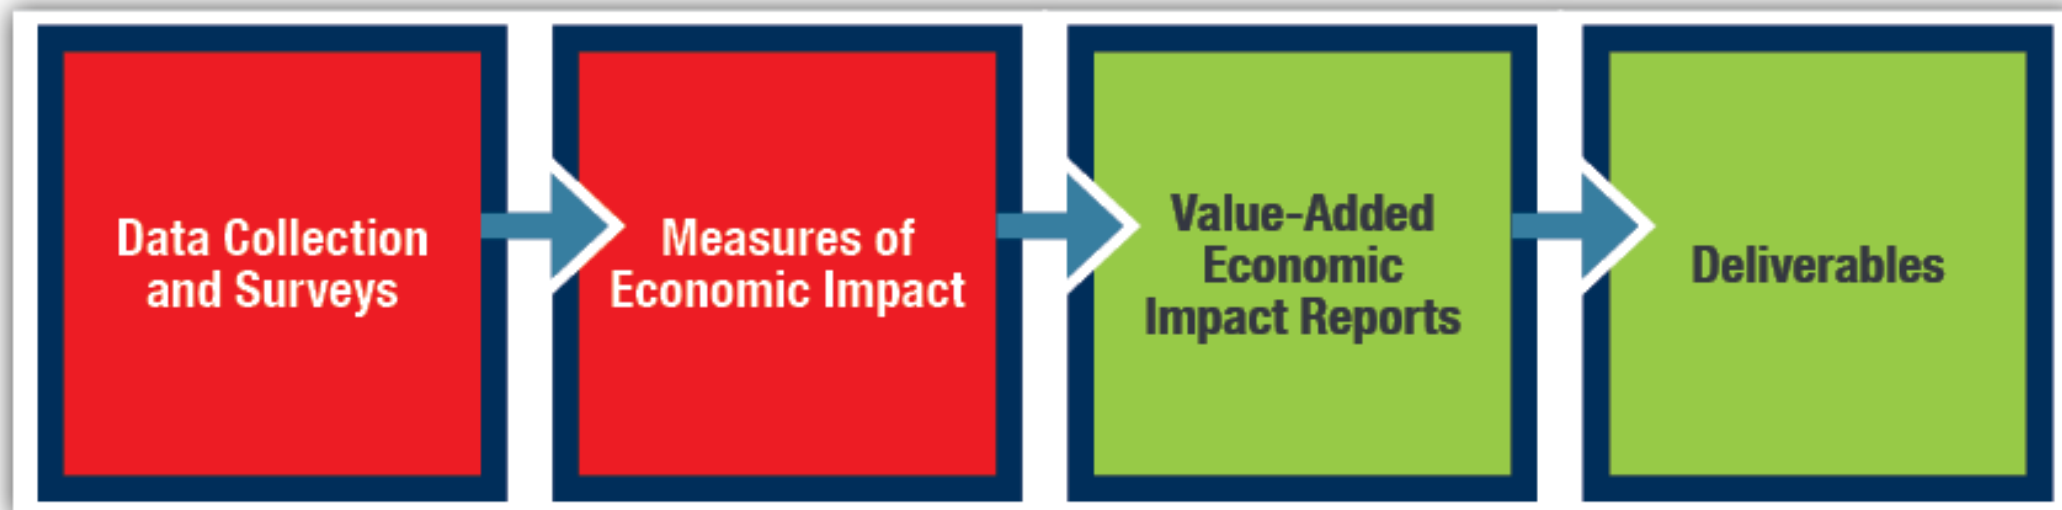 Data Collection
and Surveys
Measures of
Economic Impact
Value-Added
Economic
Impact Reports
Deliverables